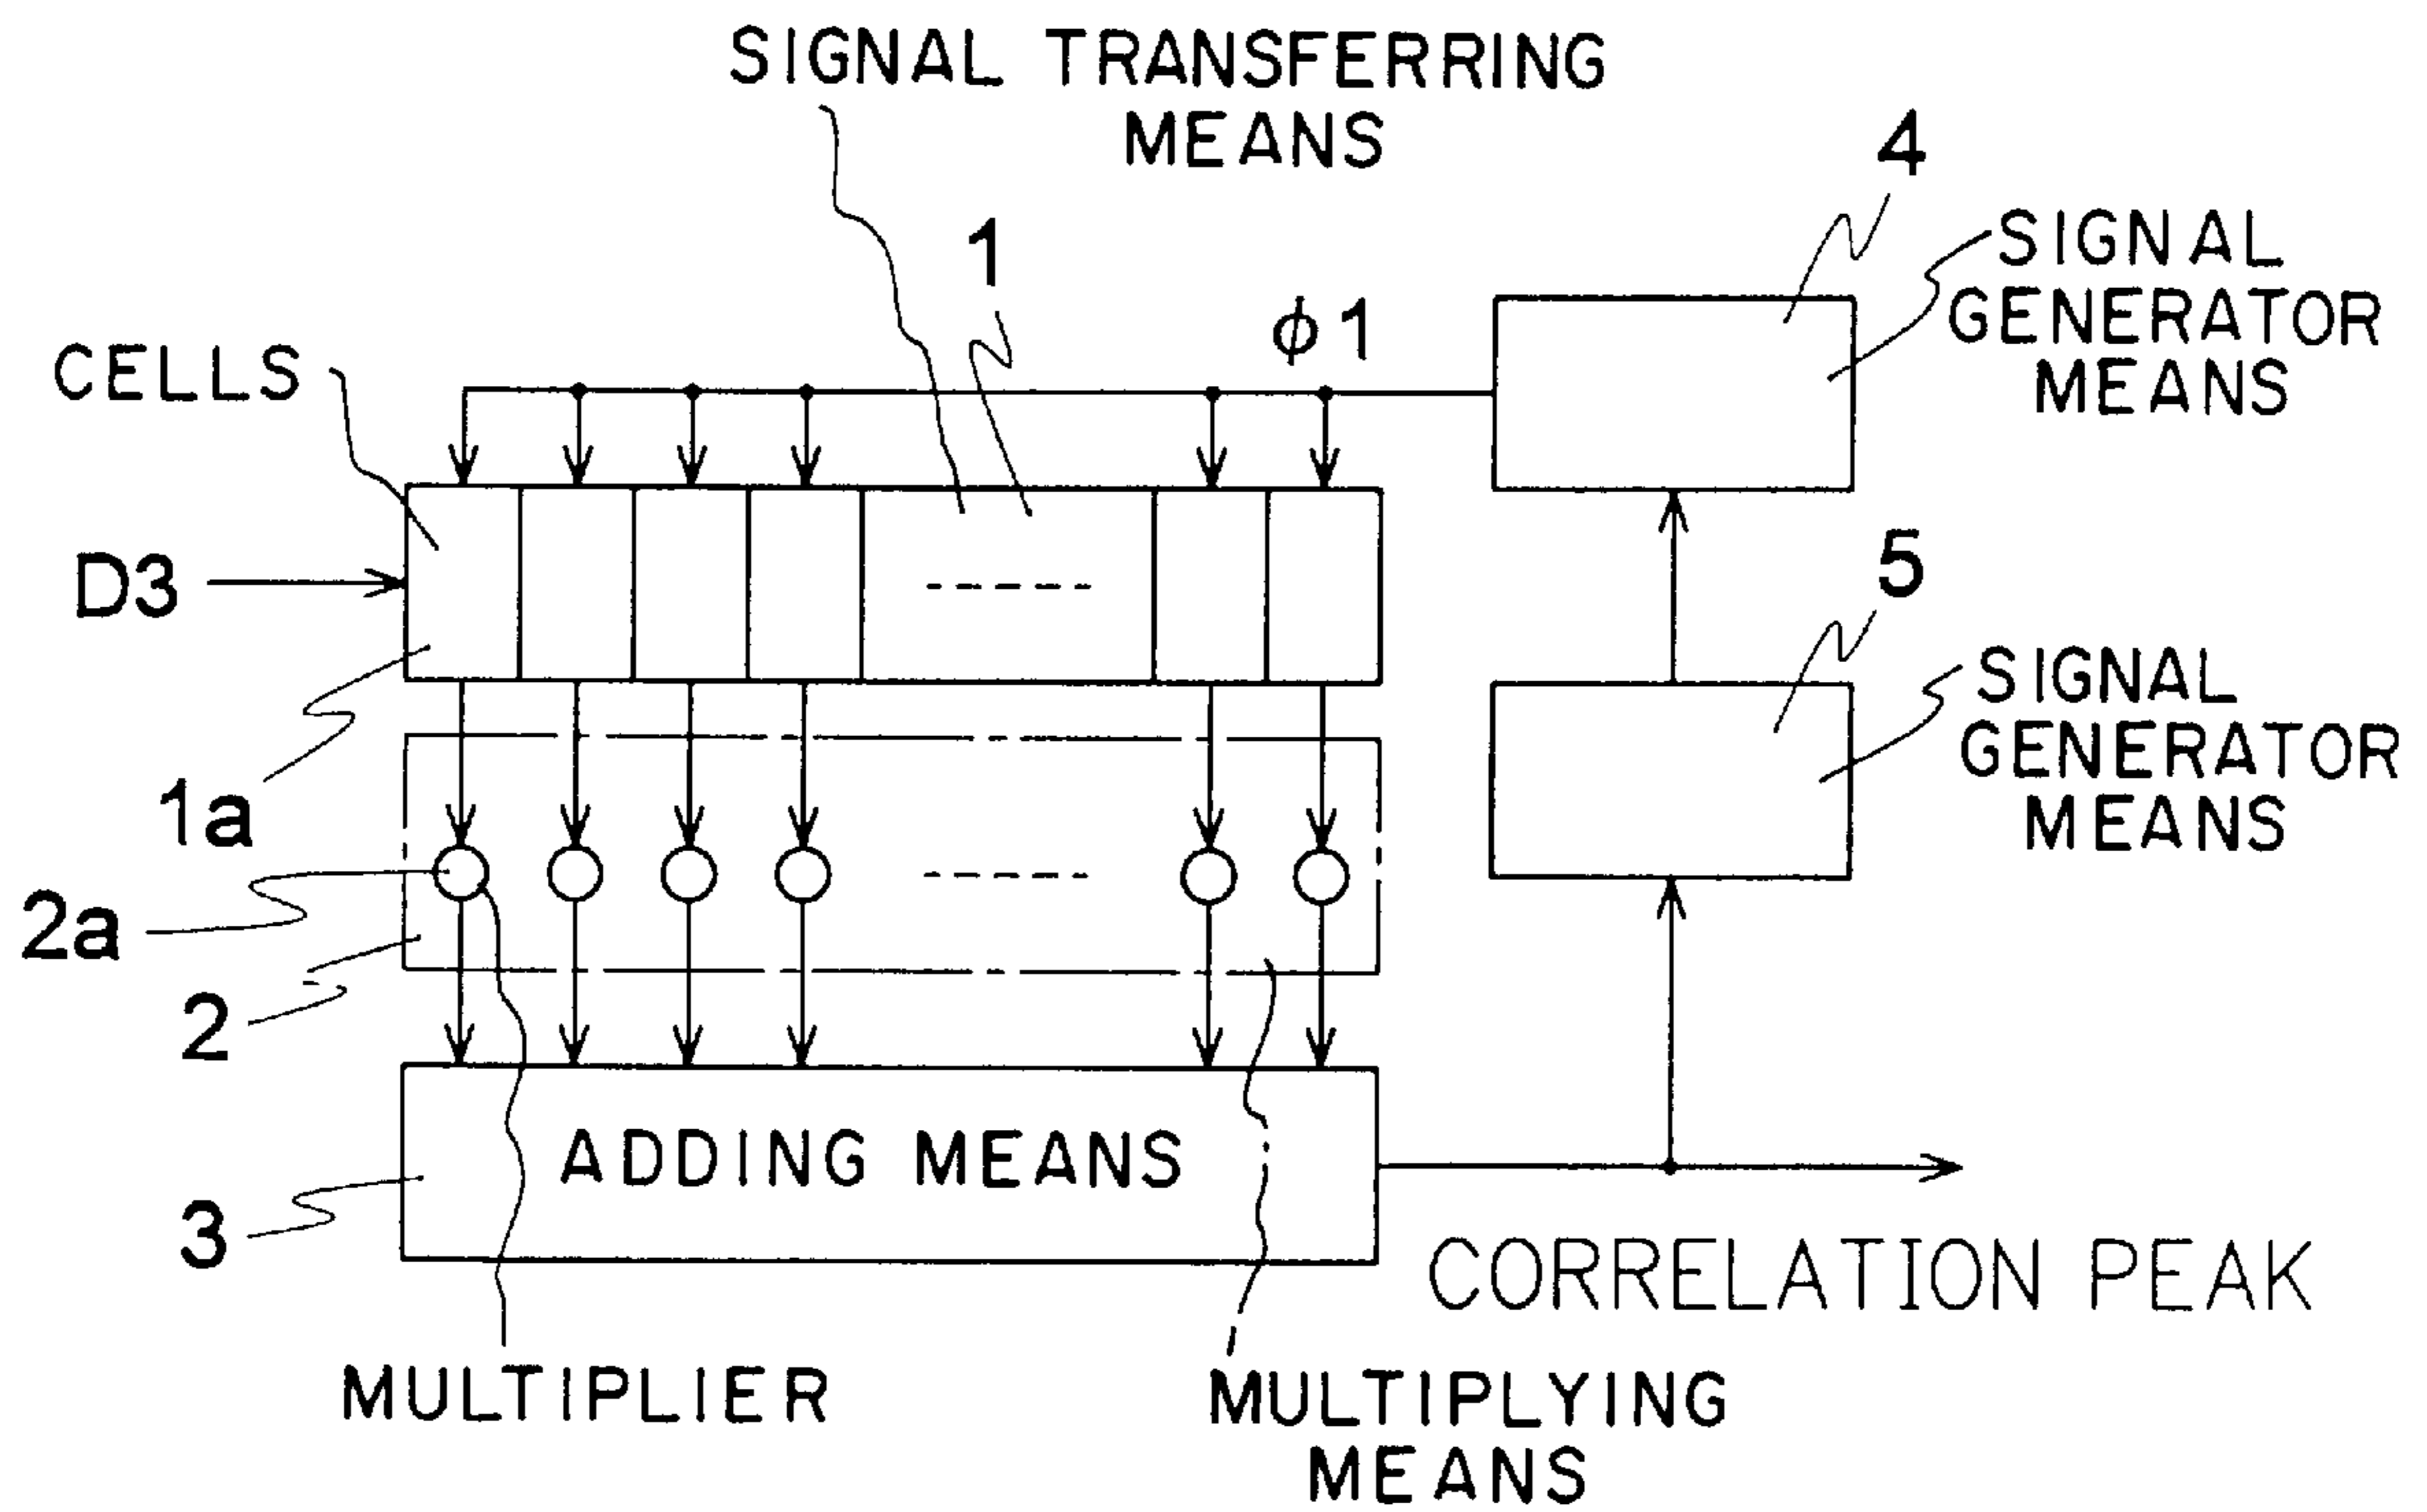 SIGNAL TRANSFERRING
MEANS
4
1
SIGNAL
GENERATOR
MEANS
ϕ1
CELLS
D3
5
SIGNAL
GENERATOR
MEANS
1a
2a
2
ADDING MEANS
3
CORRELATION PEAK
MULTIPLIER
MULTIPLYING
MEANS